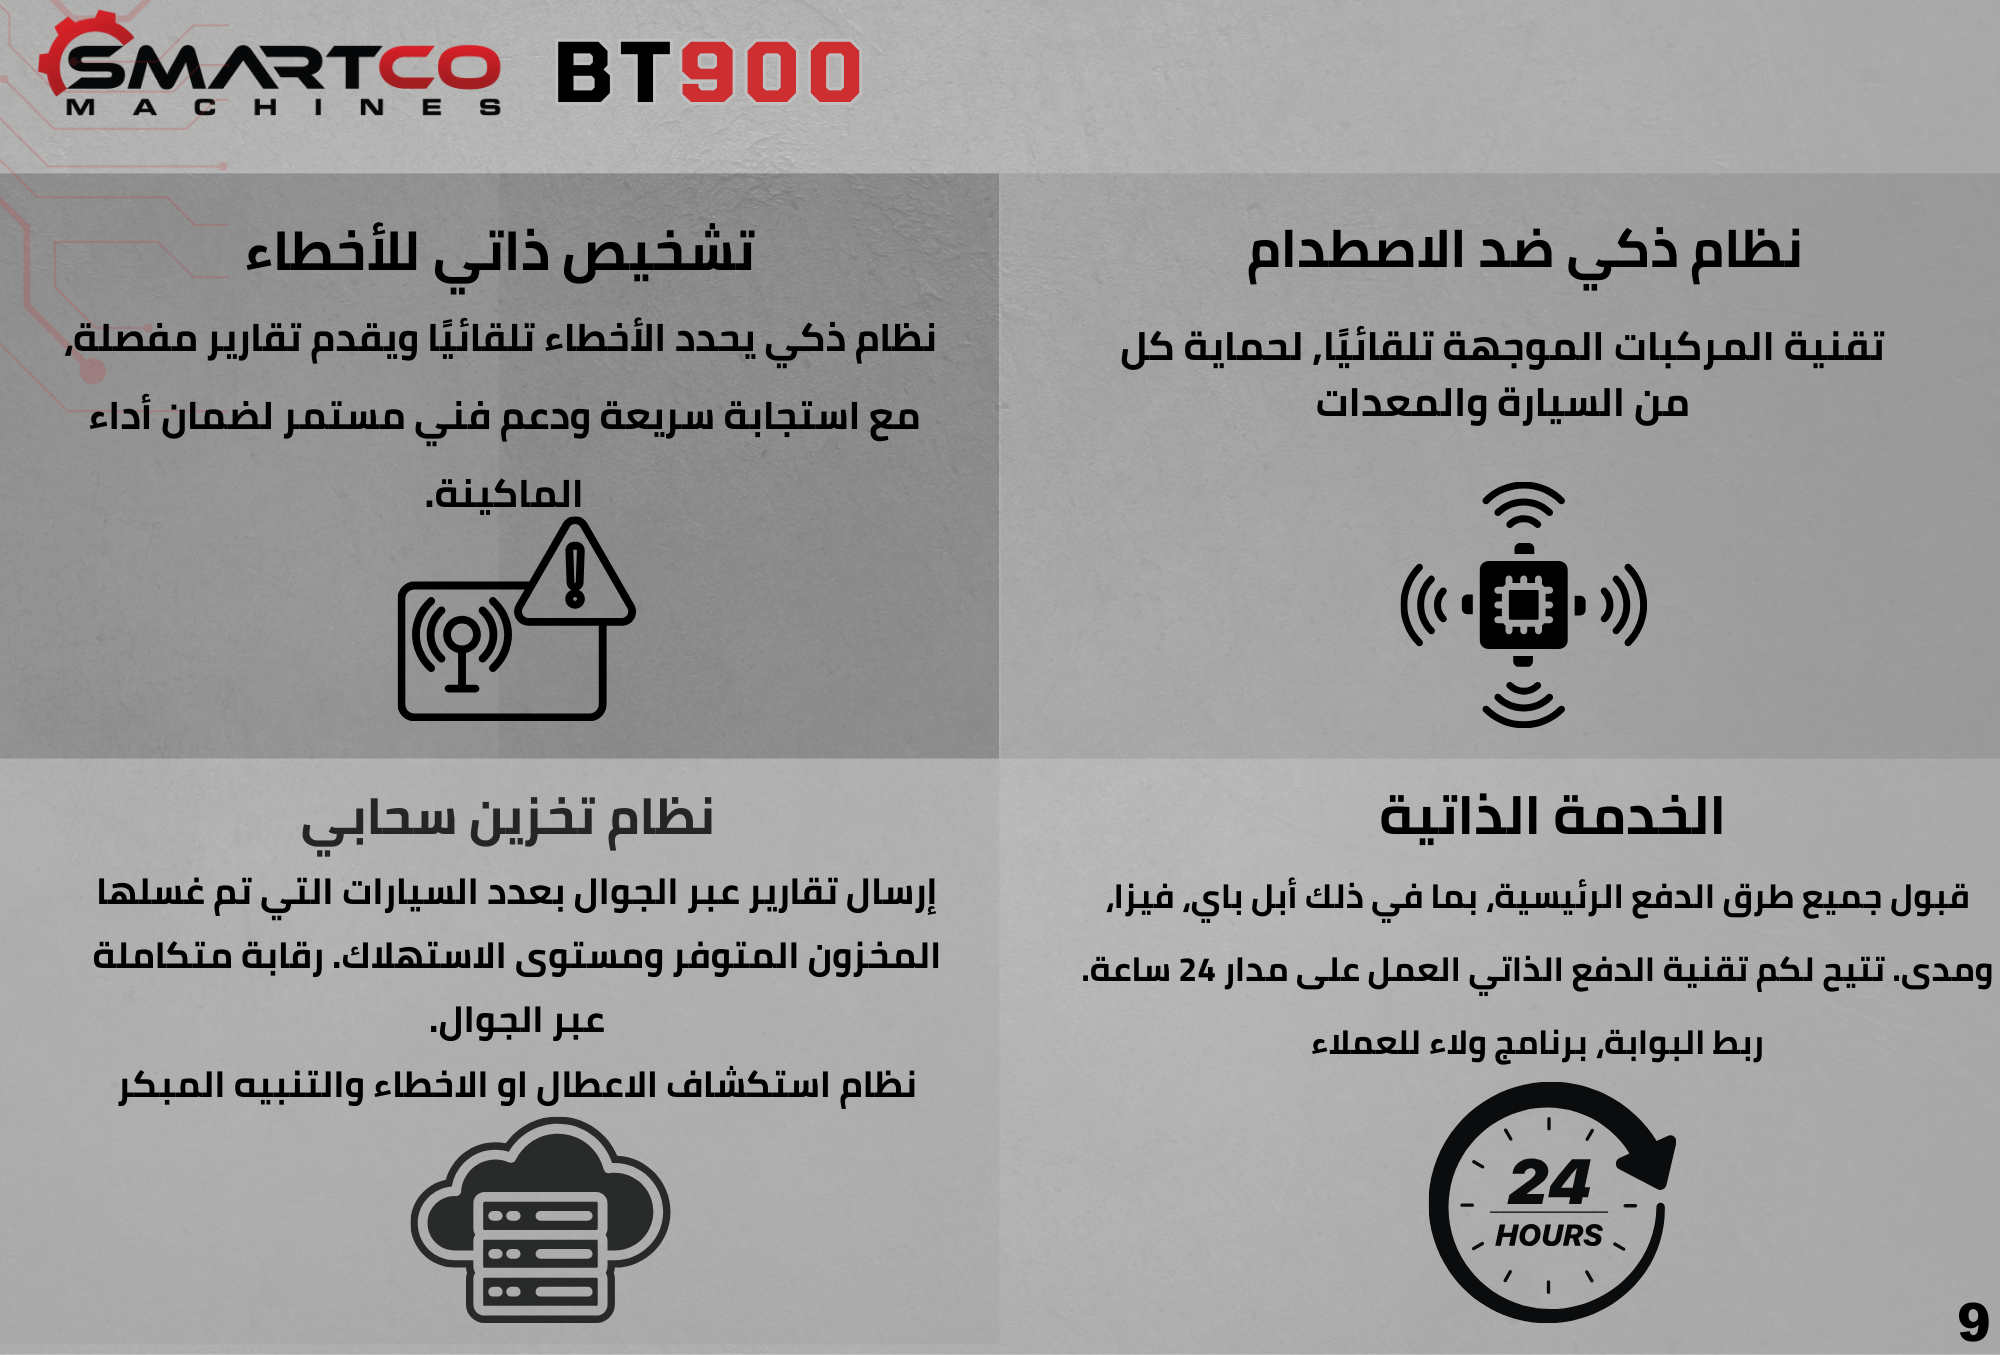 SMARTCO
MACHINES
BT900
نظام ذكي ضد الاصطدام
تقنية المركبات الموجهة تلقائيًا, لحماية كل
من السيارة والمعدات
تشخيص ذاتي للأخطاء
نظام ذكي يحدد الأخطاء تلقائيًا ويقدم تقارير مفصلة,
مع استجابة سريعة ودعم فني مستمر لضمان أداء
الماكينة.
الخدمة الذاتية
قبول جميع طرق الدفع الرئيسية، بما في ذلك أبل باي، فيزا،
ومدى. تتيح لكم تقنية الدفع الذاتي العمل على مدار 24 ساعة.
ربط البوابة، برنامج ولاء للعملاء
24
HOURS
نظام تخزين سحابي
إرسال تقارير عبر الجوال بعدد السيارات التي تم غسلها
المخزون المتوفر ومستوى الاستهلاك. رقابة متكاملة
عبر الجوال.
نظام استكشاف الاعطال او الاخطاء والتنبيه المبكر
9